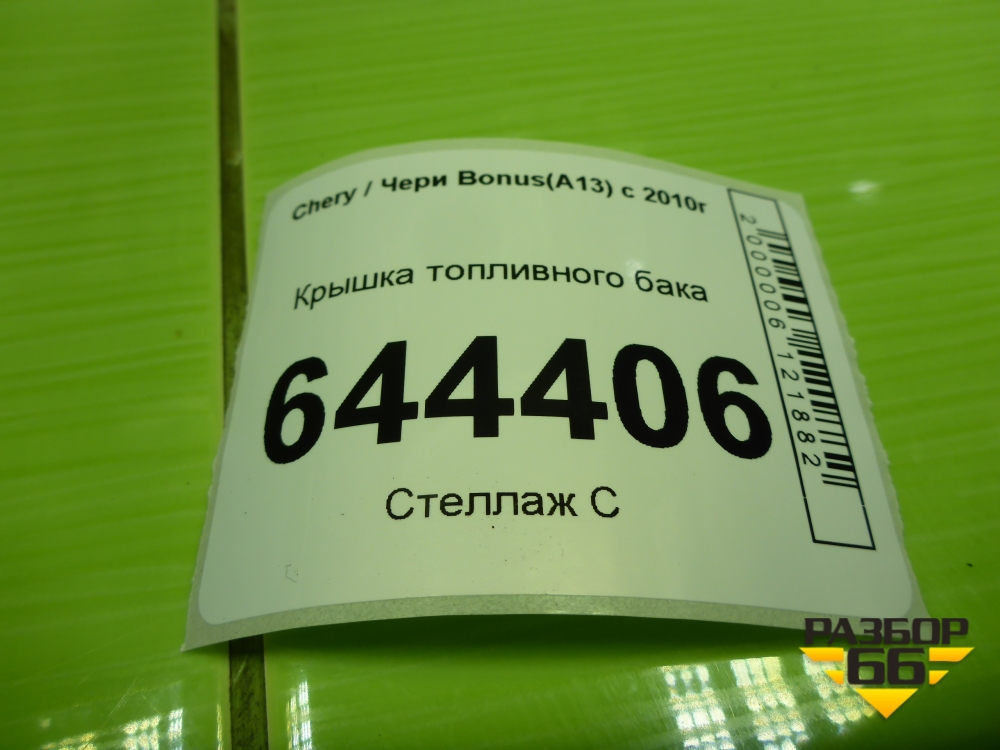 Chery / Чери Bonus(A13) с 2010г
Крышка топливного бака
644406
Стеллаж С
2000006121882
РАЗБОР
66